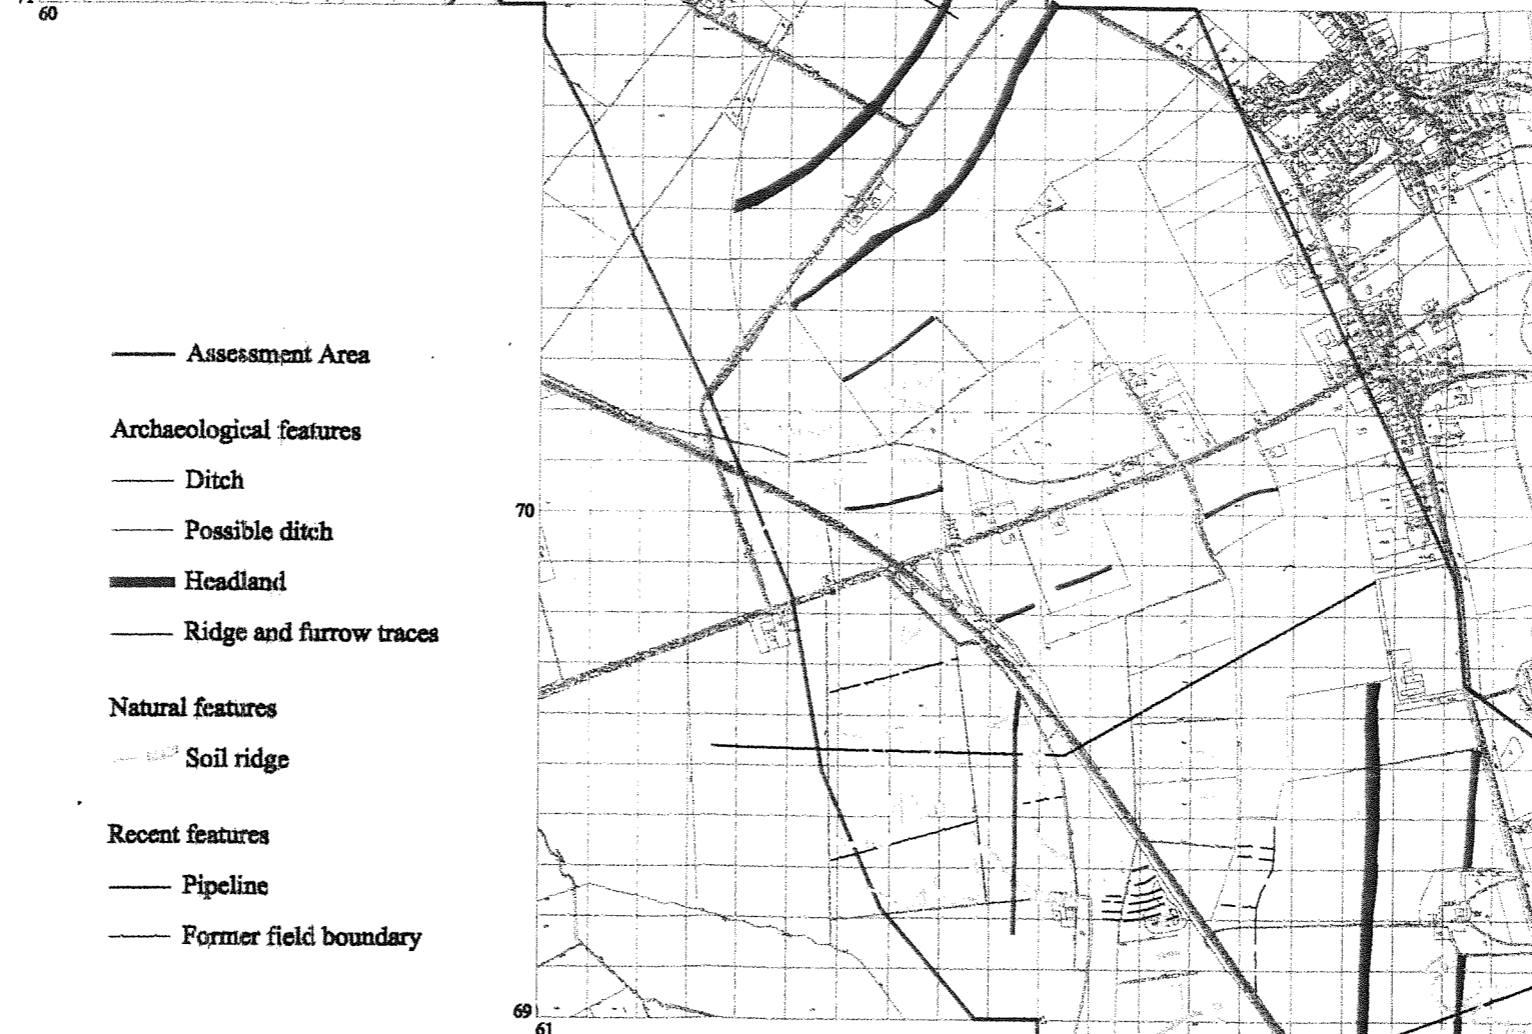 60
Assessment Area
Archaeological features
Ditch
Possible ditch
Headland
Ridge and furrow traces
Natural features
Soil ridge
Recent features
Pipeline
Former field boundary
70
69
61